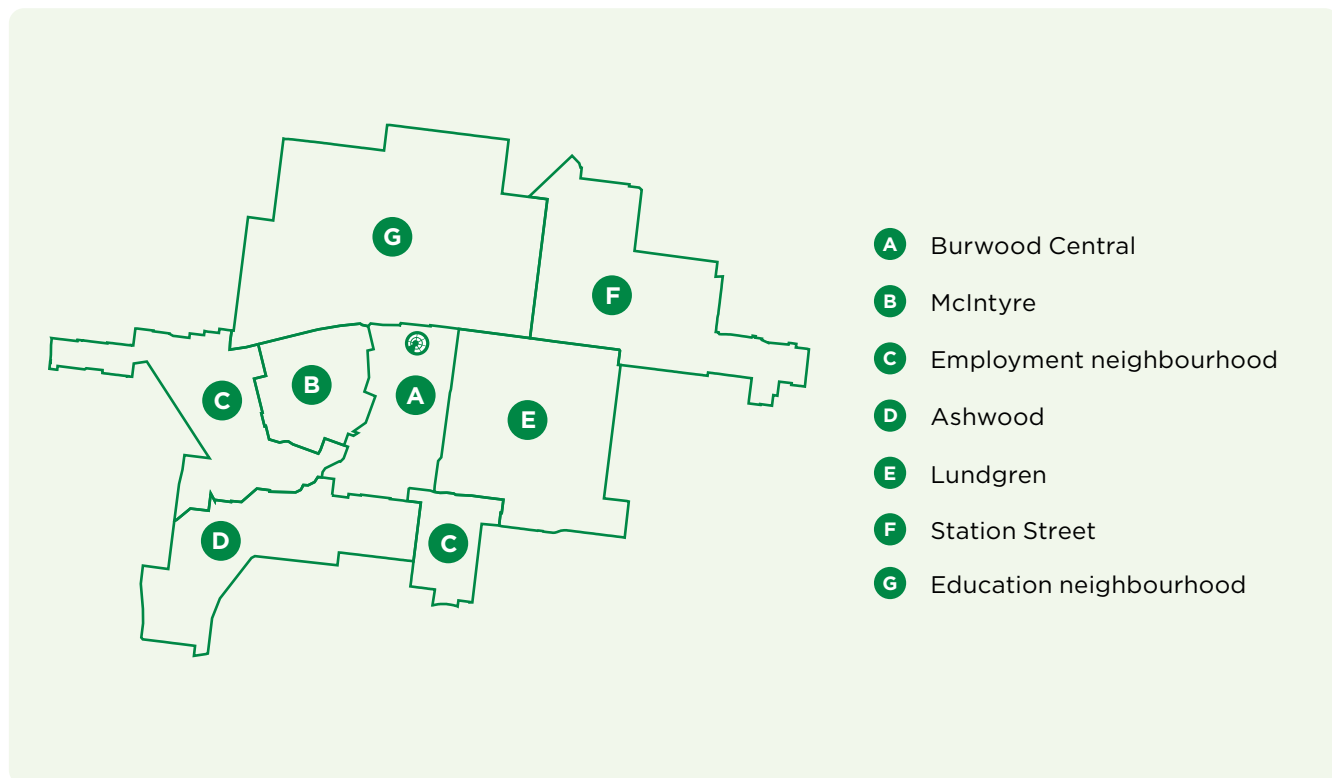 G
F
B
A
C
E
D
C
A Burwood Central
B McIntyre
C Employment neighbourhood
D Ashwood
E Lundgren
F Station Street
G Education neighbourhood